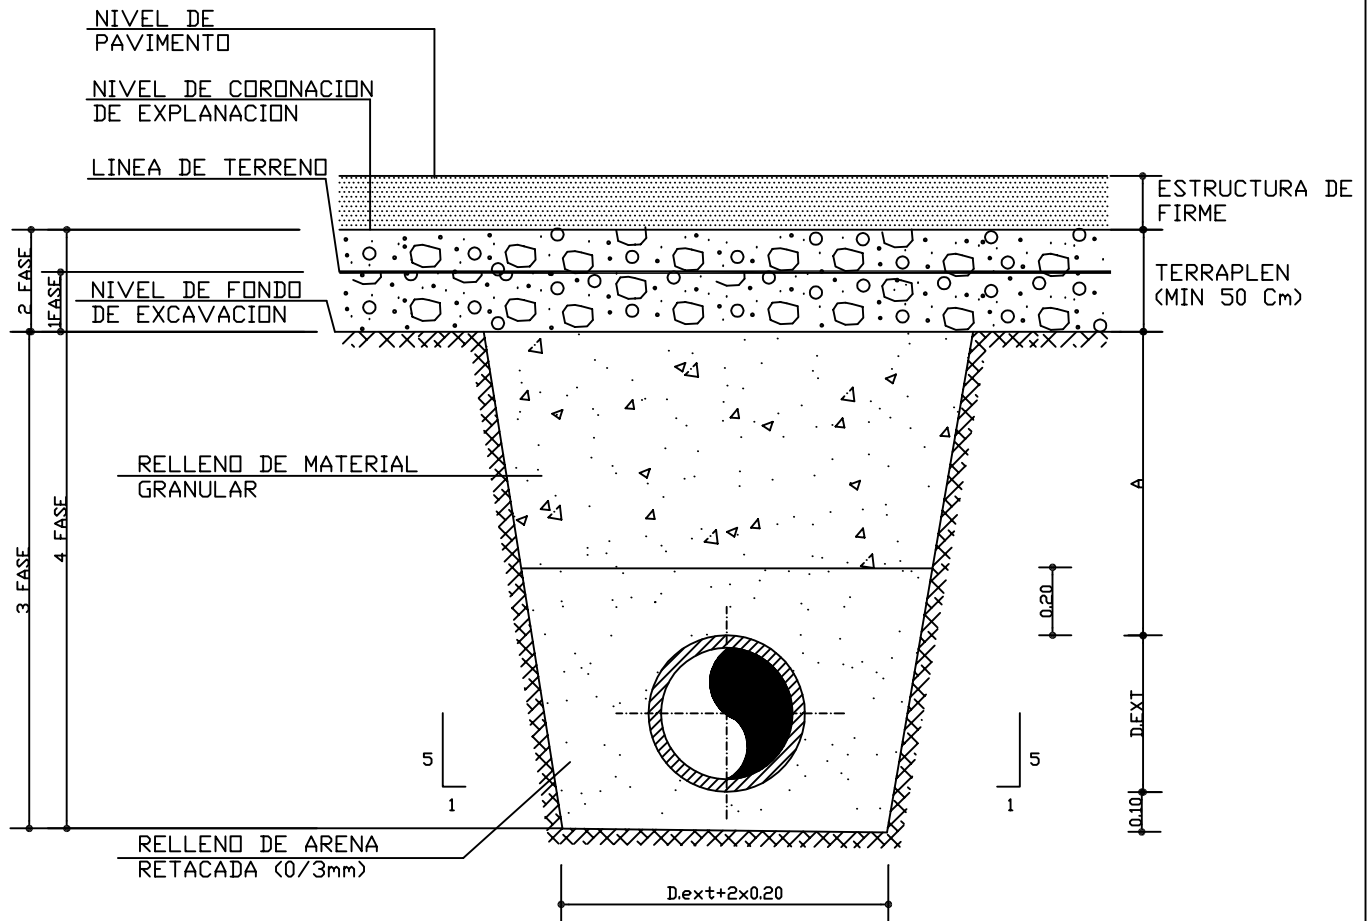 NIVEL DE
PAVIMENTO
NIVEL DE CORONACION
DE EXPLANACION
LINEA DE TERRENO
ESTRUCTURA DE
FIRME
2 FASE
1FASE
NIVEL DE FONDO
DE EXCAVACION
TERRAPLEN
(MIN 50 Cm)
RELLENO DE MATERIAL
GRANULAR
3 FASE
4 FASE
A
0.20
D.EXT
0.10
5
1
5
1
RELLENO DE ARENA
RETACADA (0/3mm)
D.ext+2x0.20